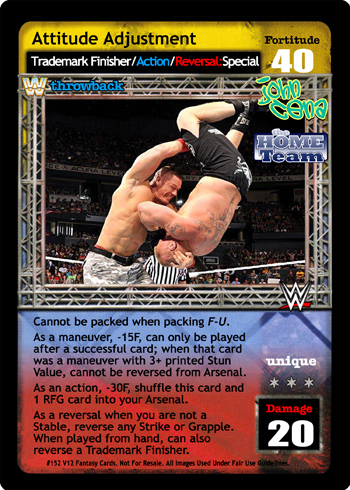 Attitude Adjustment
Fortitude
40
Trademark Finisher/Action/Reversal:Special
throwback
John
Cena
The
HOME
Team
Cannot be packed when packing F-U.
As a maneuver, -15F, can only be played
after a successful card; when that card
was a maneuver with 3+ printed Stun
Value, cannot be reversed from Arsenal.
As an action, -30F, shuffle this card and
1 RFG card into your Arsenal.
As a reversal when you are not a
Stable, reverse any Strike or Grapple.
When played from hand, can also
reverse a Trademark Finisher.
unique
* * *
Damage
20
#152 V12 Fantasy Cards. Not For Resale. All Images Used Under Fair Use Guidelines.